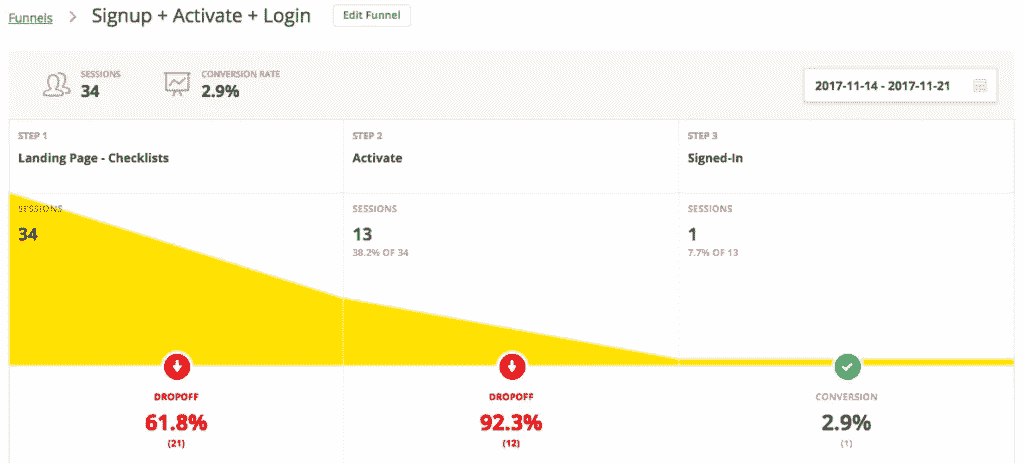 Funnels > Signup + Activate + Login Edit Funnel
SESSIONS
34
CONVERSION RATE
2.9%
2017-11-14 - 2017-11-21
STEP 1
Landing Page - Checklists
STEP 2
Activate
STEP 3
Signed-In
SESSIONS
34
SESSIONS
13
38.2% OF 34
SESSIONS
1
7.7% OF 13
DROPOFF
61.8%
(21)
DROPOFF
92.3%
(12)
CONVERSION
2.9%
(1)